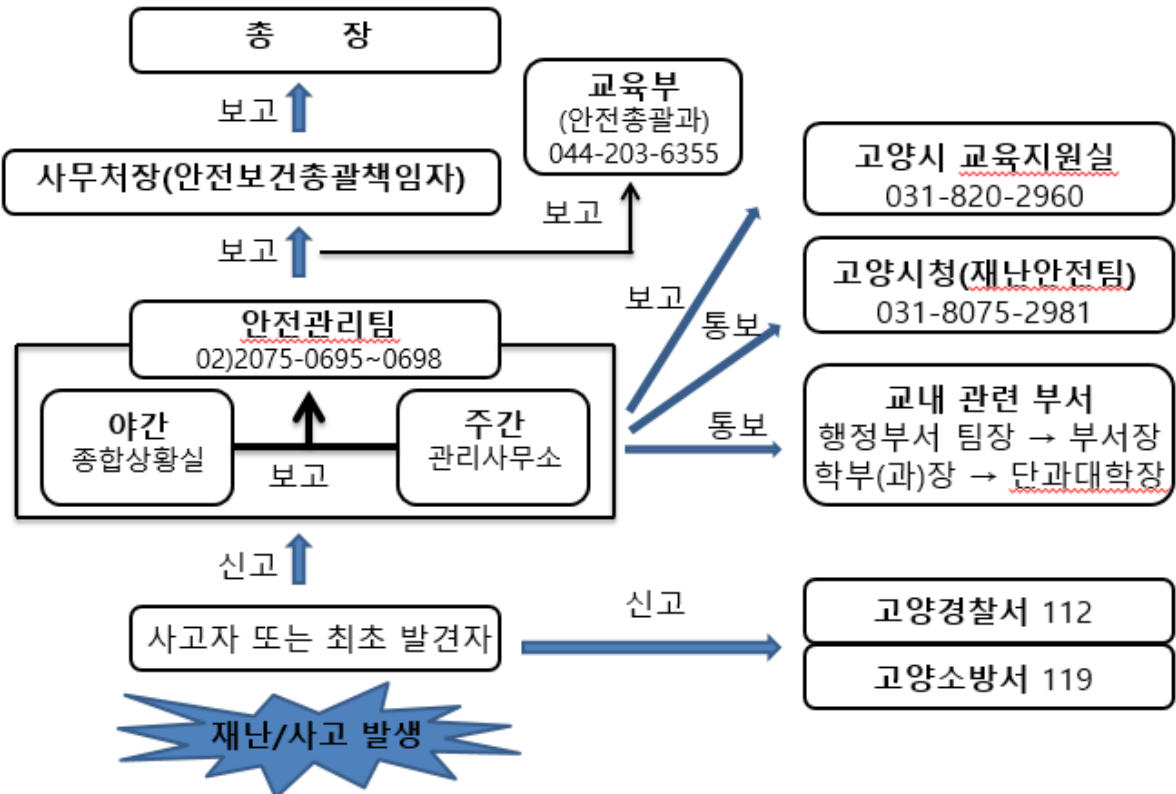 총 장
보고
교육부
(안전총괄과)
044-203-6355
사무처장(안전보건총괄책임자)
보고
보고
고양시 교육지원실
031-820-2960
고양시청(재난안전팀)
031-8075-2981
보고
통보
통보
교내 관련 부서
행정부서 팀장 → 부서장
학부(과)장 → 단과대학장
안전관리팀
02)2075-0695~0698
야간
종합상황실
보고
주간
관리사무소
신고
사고자 또는 최초 발견자
신고
고양경찰서 112
고양소방서 119
재난/사고 발생